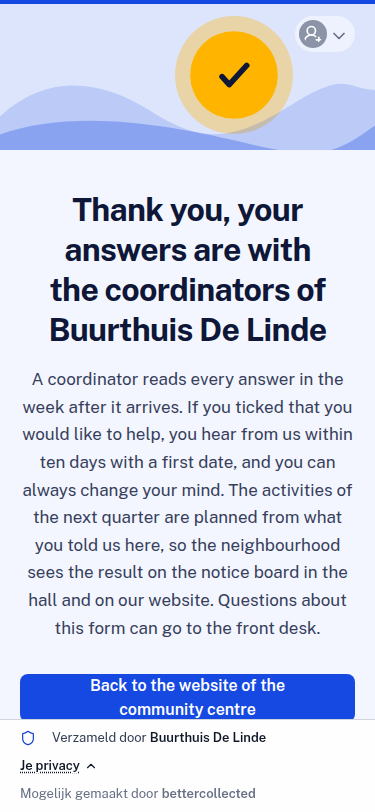 Thank you, your
answers are with
the coordinators of
Buurthuis De Linde
A coordinator reads every answer in the
week after it arrives. If you ticked that you
would like to help, you hear from us within
ten days with a first date, and you can
always change your mind. The activities of
the next quarter are planned from what
you told us here, so the neighbourhood
sees the result on the notice board in the
hall and on our website. Questions about
this form can go to the front desk.
Back to the website of the
community centre
Verzameld door Buurthuis De Linde
Je privacy
Mogelijk gemaakt door bettercollected